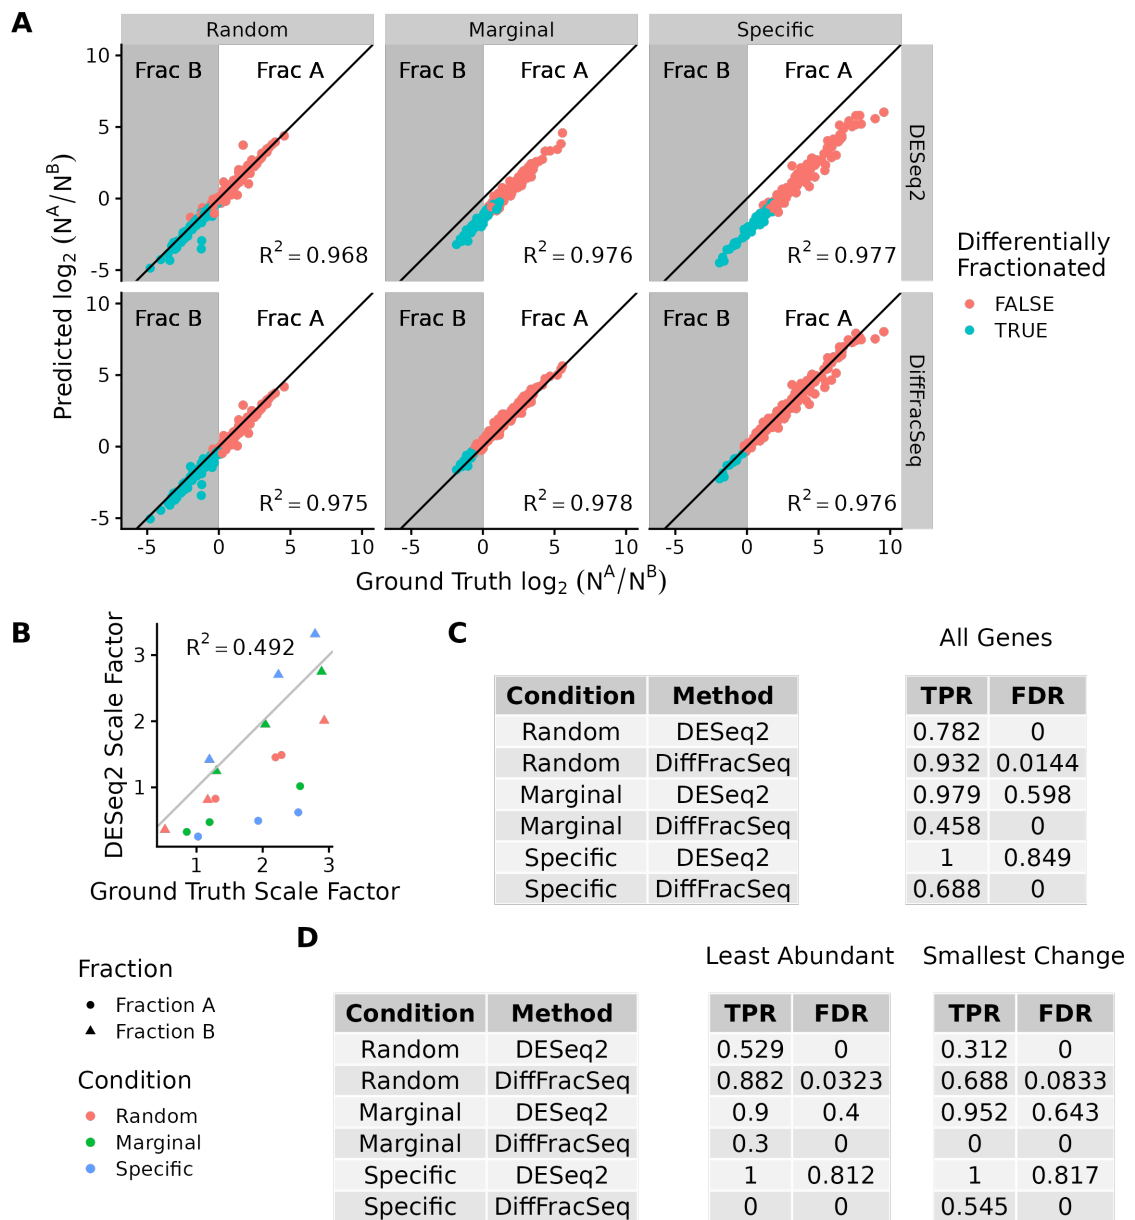 A
Random Marginal Specific
10 Frac B Frac A Frac B Frac A Frac B Frac A
5
0
-5 R² = 0.968 R² = 0.976 R² = 0.977
DESeq2
10 Frac B Frac A Frac B Frac A Frac B Frac A
5
0
-5 R² = 0.975 R² = 0.978 R² = 0.976
DiffFracSeq
Predicted log₂ (Nᴬ/Nᴮ)
-5 0 5 10 -5 0 5 10 -5 0 5 10
Ground Truth log₂ (Nᴬ/Nᴮ)
Differentially
Fractionated
FALSE
TRUE
B
DESeq2 Scale Factor
R² = 0.492
3
2
1
1 2 3
Ground Truth Scale Factor
Fraction
Fraction A
Fraction B
Condition
Random
Marginal
Specific
C
All Genes
Condition Method TPR FDR
Random DESeq2 0.782 0
Random DiffFracSeq 0.932 0.0144
Marginal DESeq2 0.979 0.598
Marginal DiffFracSeq 0.458 0
Specific DESeq2 1 0.849
Specific DiffFracSeq 0.688 0
D
Least Abundant Smallest Change
Condition Method TPR FDR TPR FDR
Random DESeq2 0.529 0 0.312 0
Random DiffFracSeq 0.882 0.0323 0.688 0.0833
Marginal DESeq2 0.9 0.4 0.952 0.643
Marginal DiffFracSeq 0.3 0 0 0
Specific DESeq2 1 0.812 1 0.817
Specific DiffFracSeq 0 0 0.545 0